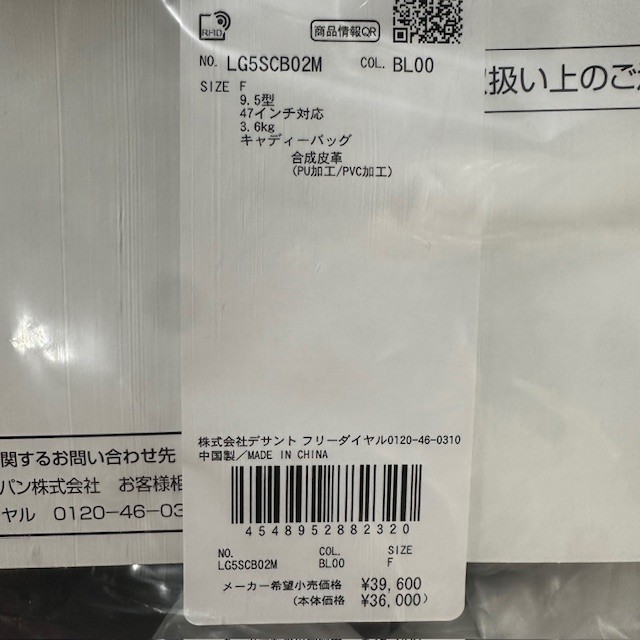 RFID
商品情報QR
NO. LG5SCB02M COL. BL00
SIZE F
9.5型
47インチ対応
3.6kg
キャディーバッグ
合成皮革
(PU加工/PVC加工)
扱い上のご
株式会社デサント フリーダイヤル0120-46-0310
中国製/MADE IN CHINA
4548952882320
NO. COL. SIZE
LG5SCB02M BL00 F
メーカー希望小売価格 ¥39,600
(本体価格 ¥36,000)
関するお問い合わせ先
パン株式会社 お客様相
ヤル 0120-46-03